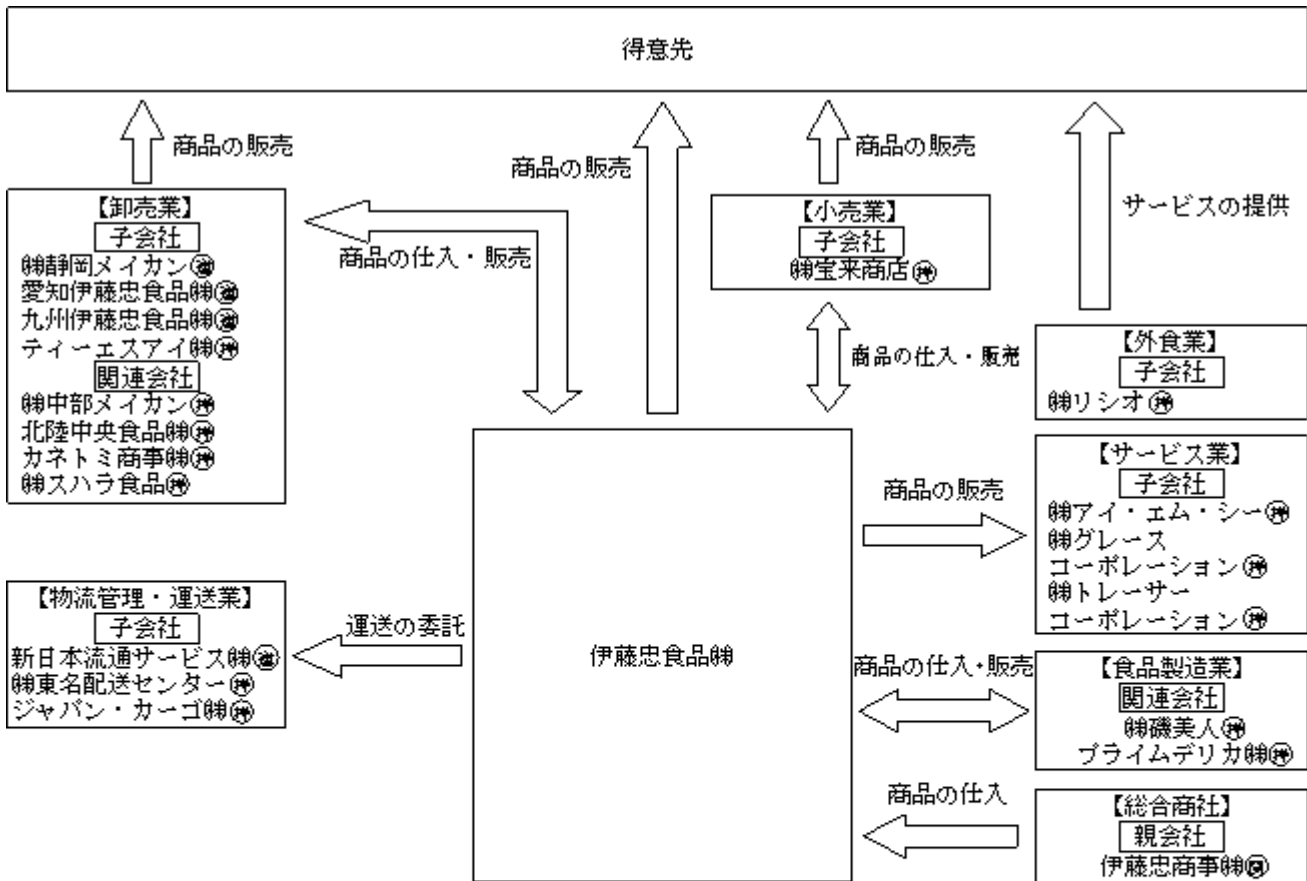 得意先
商品の販売
商品の販売
商品の販売
サービスの提供
【卸売業】
子会社
㈱静岡メイカン
愛知伊藤忠食品㈱
九州伊藤忠食品㈱
ティーエスアイ㈱
関連会社
㈱中部メイカン
北陸中央食品㈱
カネトミ商事㈱
㈱スハラ食品
商品の仕入・販売
【小売業】
子会社
㈱宝来商店
商品の仕入・販売
【外食業】
子会社
㈱リシオ
商品の販売
【サービス業】
子会社
㈱アイ・エム・シー
㈱グレース
コーポレーション
㈱トレーサー
コーポレーション
【物流管理・運送業】
子会社
新日本流通サービス㈱
㈱東名配送センター
ジャパン・カーゴ㈱
運送の委託
伊藤忠食品㈱
商品の仕入・販売
【食品製造業】
関連会社
㈱磯美人
プライムデリカ㈱
商品の仕入
【総合商社】
親会社
伊藤忠商事㈱